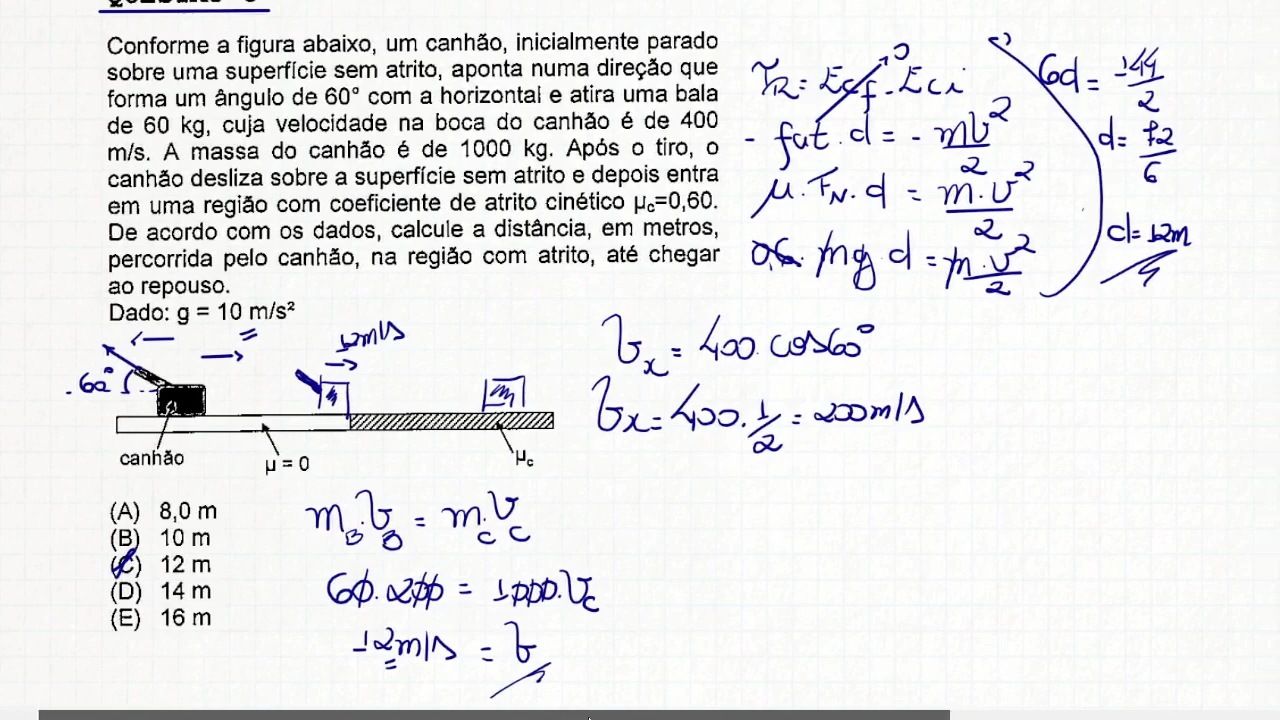 Conforme a figura abaixo, um canhão, inicialmente parado
sobre uma superfície sem atrito, aponta numa direção que
forma um ângulo de 60° com a horizontal e atira uma bala
de 60 kg, cuja velocidade na boca do canhão é de 400
m/s. A massa do canhão é de 1000 kg. Após o tiro, o
canhão desliza sobre a superfície sem atrito e depois entra
em uma região com coeficiente de atrito cinético μc=0,60.
De acordo com os dados, calcule a distância, em metros,
percorrida pelo canhão, na região com atrito, até chegar
ao repouso.
Dado: g = 10 m/s²
12m/s
60°
canhão
μ = 0
μc
(A) 8,0 m
(B) 10 m
(C) 12 m
(D) 14 m
(E) 16 m
mB.vB = mC.vC
60.200 = 1000.vC
12m/s = v
TR = Ecf - Eci
0
- fat.d = - mv²/2
μ.FN.d = m.v²/2
0,6.mg d = m.v²/2
6d = 144/2
d = 72/6
d = 12m
vx = 400.cos60°
vx = 400.1/2 = 200m/s